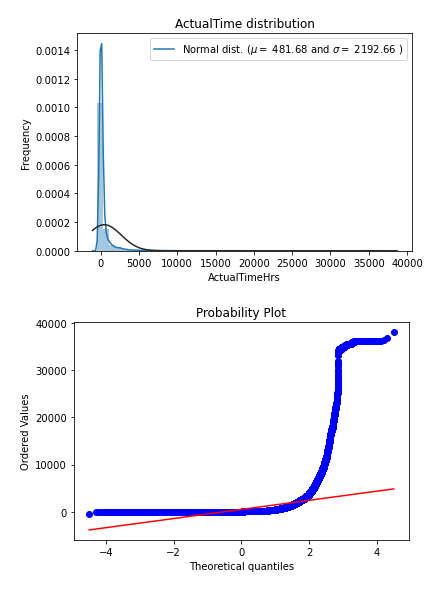 ActualTime distribution
Normal dist. (μ = 481.68 and σ = 2192.66 )
0.0014
0.0012
0.0010
0.0008
0.0006
0.0004
0.0002
0.0000
Frequency
0 5000 10000 15000 20000 25000 30000 35000 40000
ActualTimeHrs
Probability Plot
40000
30000
20000
10000
0
Ordered Values
−4 −2 0 2 4
Theoretical quantiles